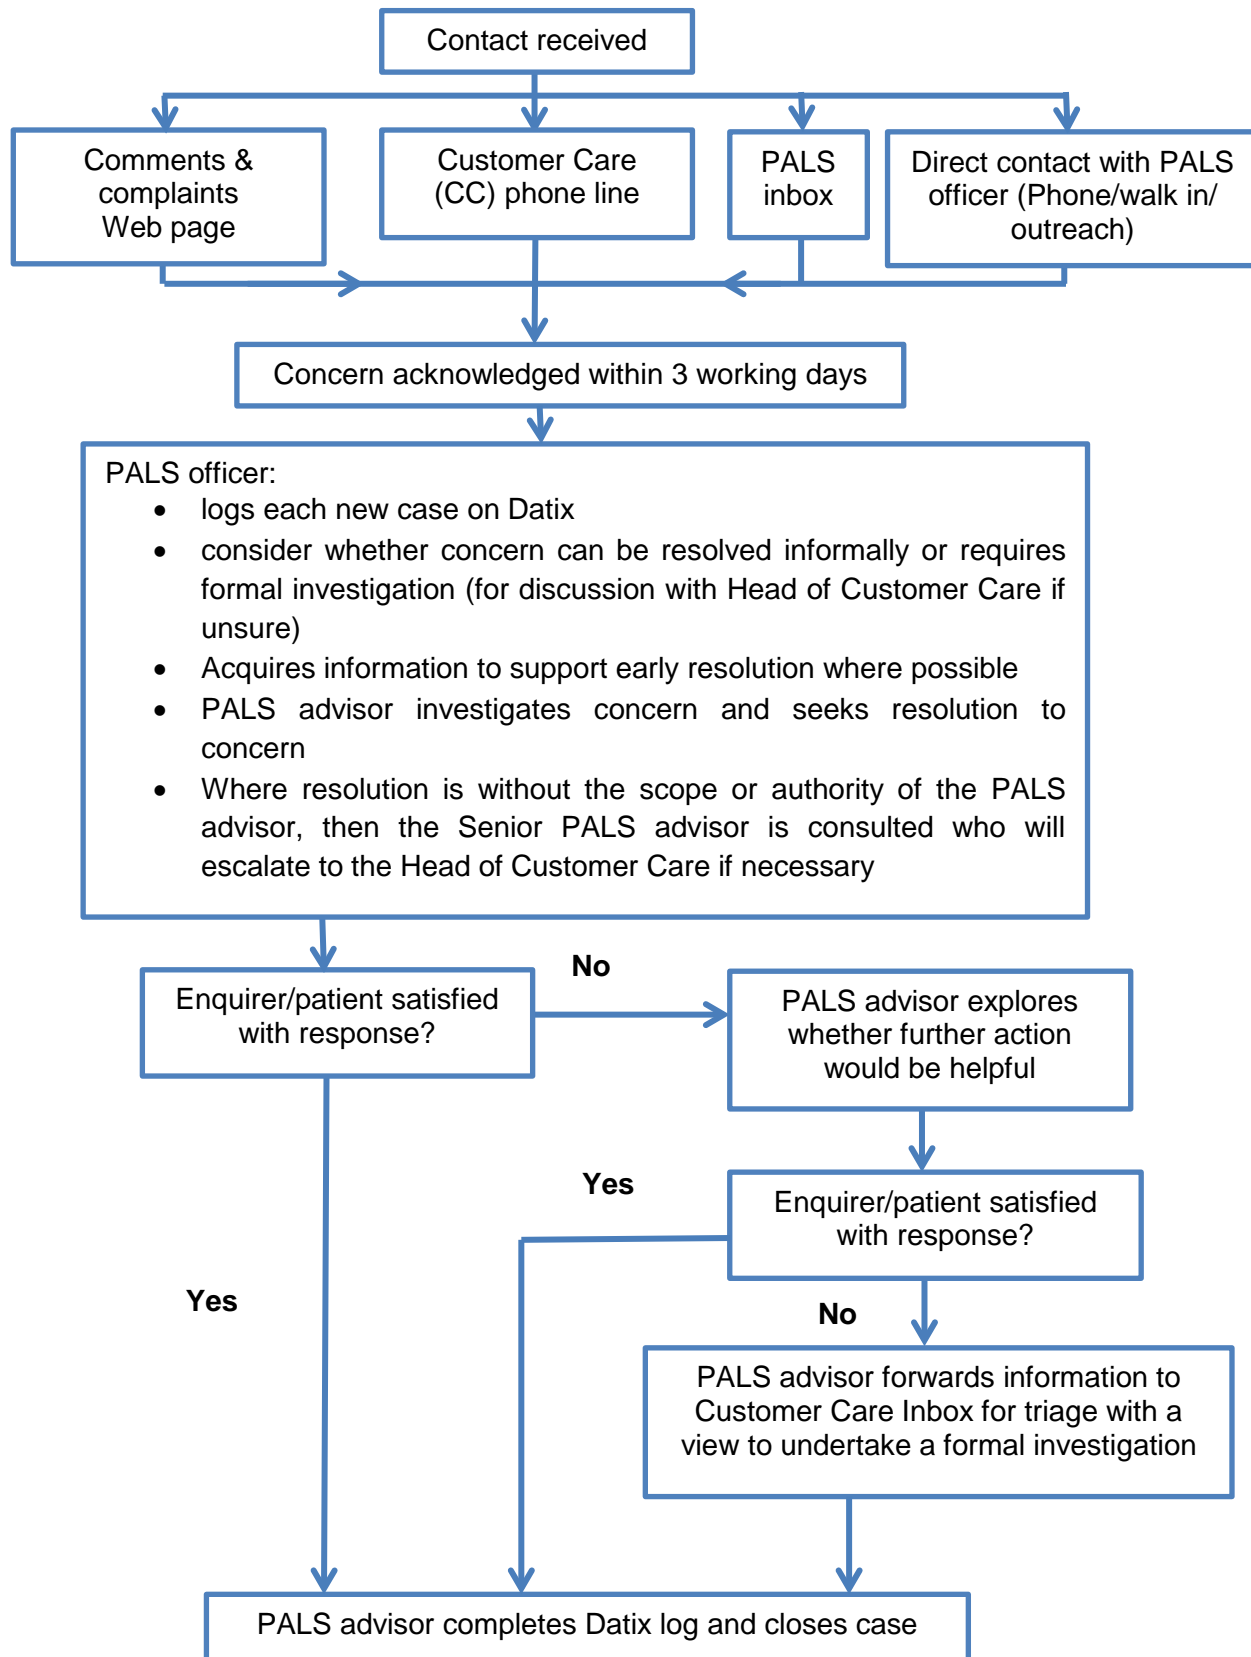 Contact received
Comments &
complaints
Web page
Customer Care
(CC) phone line
PALS
inbox
Direct contact with PALS
officer (Phone/walk in/
outreach)
Concern acknowledged within 3 working days
PALS officer:
• logs each new case on Datix
• consider whether concern can be resolved informally or requires
formal investigation (for discussion with Head of Customer Care if
unsure)
• Acquires information to support early resolution where possible
• PALS advisor investigates concern and seeks resolution to
concern
• Where resolution is without the scope or authority of the PALS
advisor, then the Senior PALS advisor is consulted who will
escalate to the Head of Customer Care if necessary
Enquirer/patient satisfied
with response?
No
PALS advisor explores
whether further action
would be helpful
Yes
Enquirer/patient satisfied
with response?
Yes
No
PALS advisor forwards information to
Customer Care Inbox for triage with a
view to undertake a formal investigation
PALS advisor completes Datix log and closes case